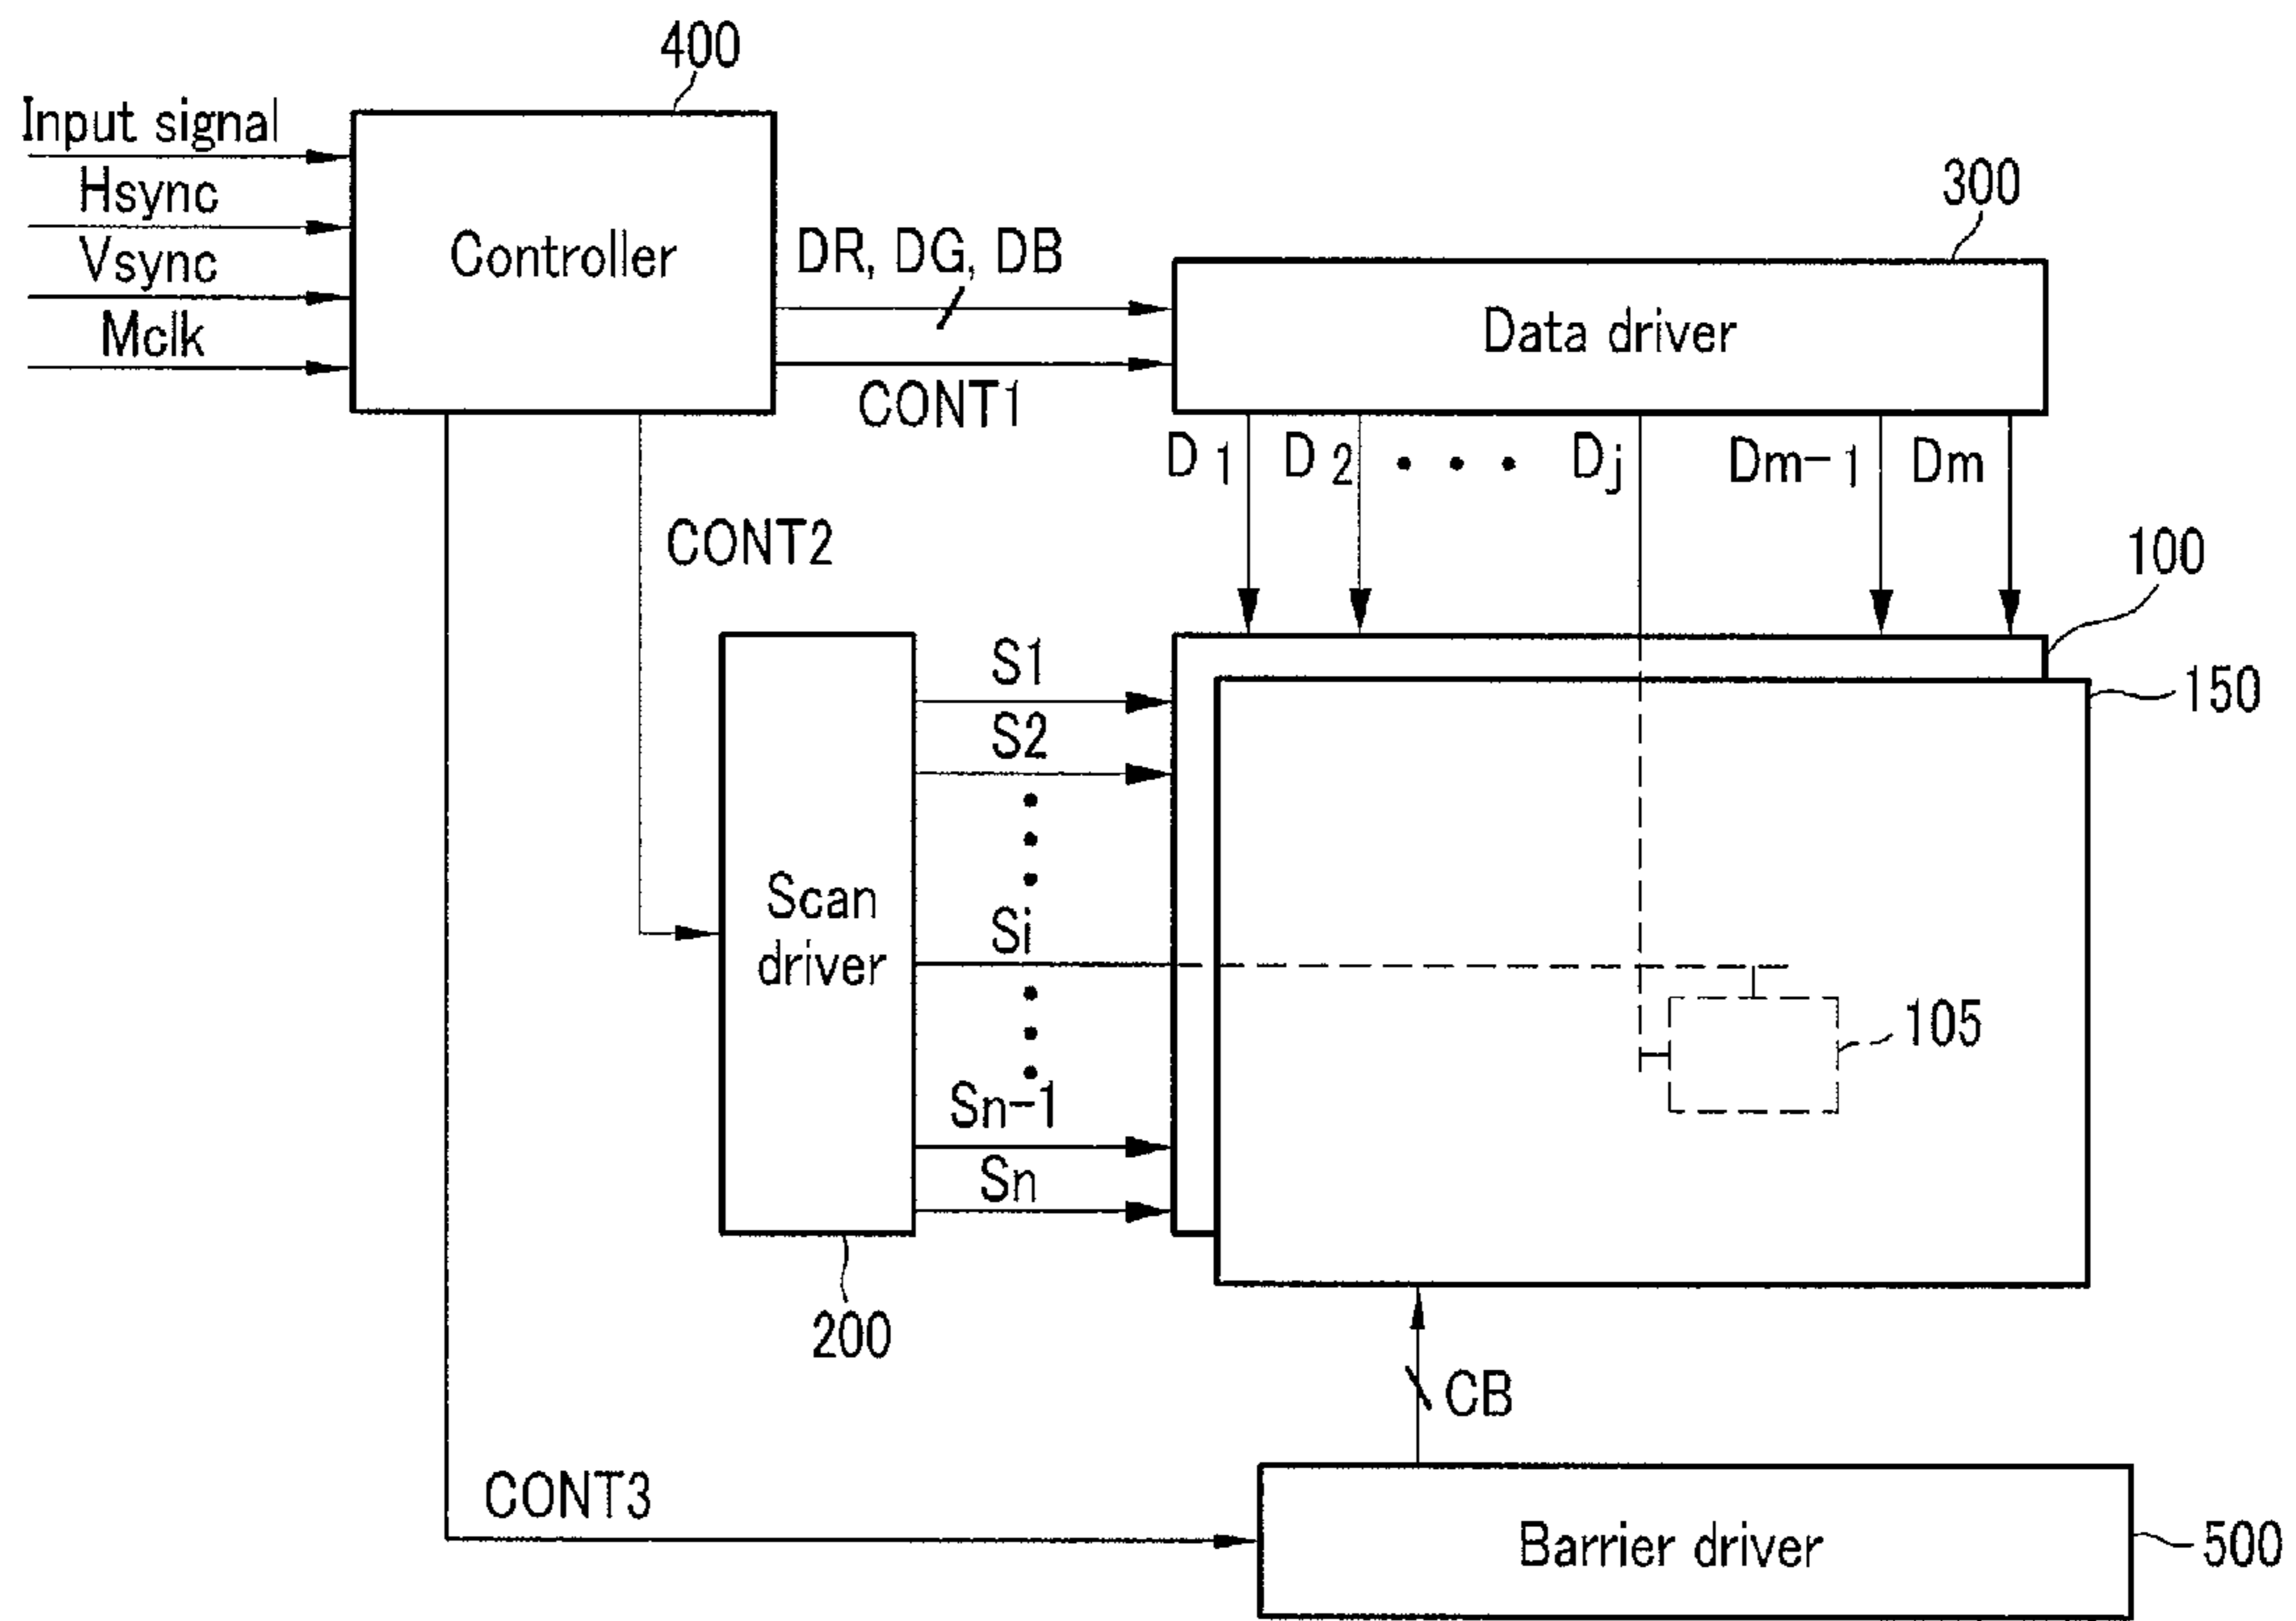 400
Input signal
Hsync
Vsync
Mclk
Controller
DR, DG, DB
CONT1
300
Data driver
D1 D2 • • • Dj Dm-1 Dm
CONT2
100
150
S1
S2
Scan
driver
Si
105
Sn-1
Sn
200
CB
CONT3
Barrier driver
500